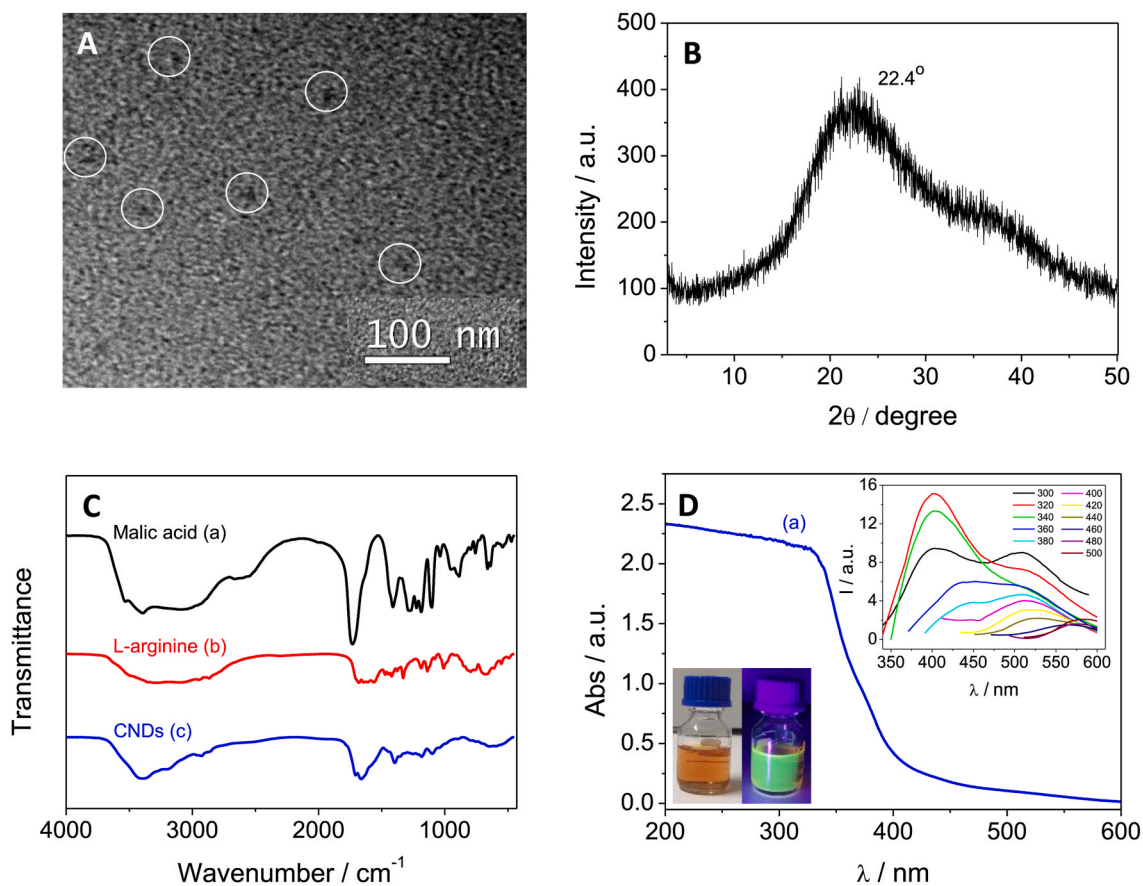 A
100 nm
B
22.4°
500
400
300
200
100
0
Intensity / a.u.
10
20
30
40
50
2θ / degree
C
Malic acid (a)
L-arginine (b)
CNDs (c)
Transmittance
4000
3000
2000
1000
Wavenumber / cm⁻¹
D
(a)
2.5
2.0
1.5
1.0
0.5
0.0
Abs / a.u.
200
300
400
500
600
λ / nm
16
12
8
4
0
I / a.u.
300
320
340
360
380
400
420
440
460
480
500
350
400
450
500
550
600
λ / nm